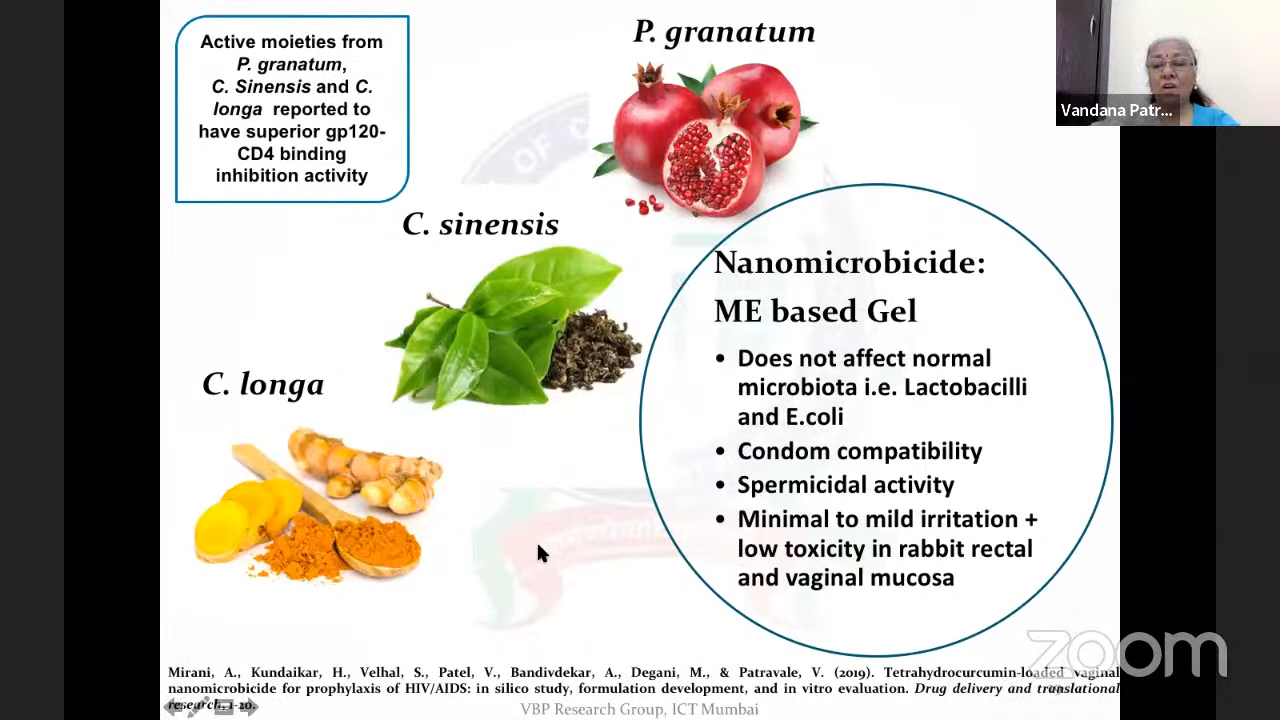 Active moieties from
P. granatum,
C. Sinensis and C.
longa reported to
have superior gp120-
CD4 binding
inhibition activity
P. granatum
Vandana Patr...
C. sinensis
C. longa
Nanomicrobicide:
ME based Gel
• Does not affect normal
microbiota i.e. Lactobacilli
and E.coli
• Condom compatibility
• Spermicidal activity
• Minimal to mild irritation +
low toxicity in rabbit rectal
and vaginal mucosa
zoom
Mirani, A., Kundaikar, H., Velhal, S., Patel, V., Bandivdekar, A., Degani, M., & Patravale, V. (2019). Tetrahydrocurcumin-loaded vaginal
nanomicrobicide for prophylaxis of HIV/AIDS: in silico study, formulation development, and in vitro evaluation. Drug delivery and translational
research, 1-20.
VBP Research Group, ICT Mumbai